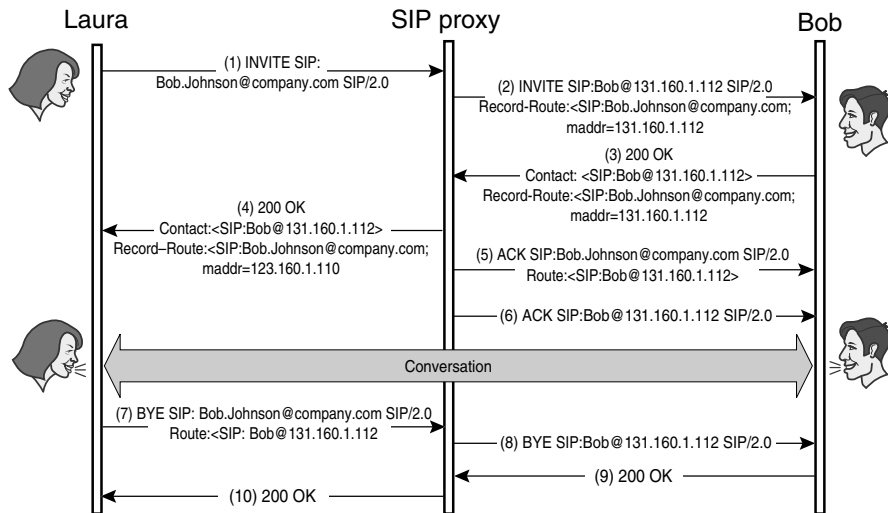 Laura
SIP proxy
Bob
(1) INVITE SIP:
Bob.Johnson@company.com SIP/2.0
(2) INVITE SIP:Bob@131.160.1.112 SIP/2.0
Record-Route:<SIP:Bob.Johnson@company.com;
maddr=131.160.1.112
(3) 200 OK
Contact: <SIP:Bob@131.160.1.112>
Record-Route:<SIP:Bob.Johnson@company.com;
maddr=131.160.1.112
(4) 200 OK
Contact:<SIP:Bob@131.160.1.112>
Record–Route:<SIP:Bob.Johnson@company.com;
maddr=123.160.1.110
(5) ACK SIP:Bob.Johnson@company.com SIP/2.0
Route:<SIP:Bob@131.160.1.112>
(6) ACK SIP:Bob@131.160.1.112 SIP/2.0
Conversation
(7) BYE SIP: Bob.Johnson@company.com SIP/2.0
Route:<SIP: Bob@131.160.1.112
(8) BYE SIP:Bob@131.160.1.112 SIP/2.0
(9) 200 OK
(10) 200 OK